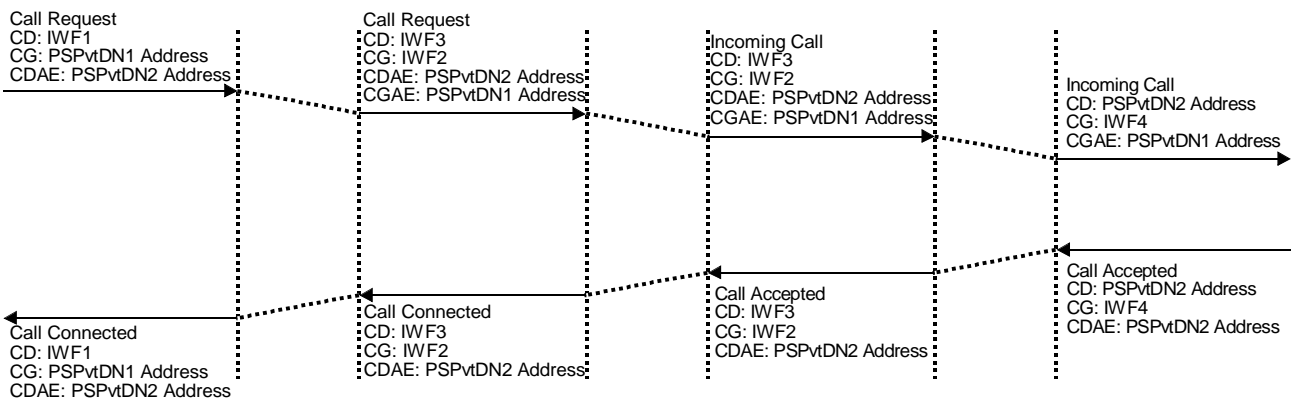 Call Request
CD: IWF1
CG: PSPvtDN1 Address
CDAE: PSPvtDN2 Address
Call Request
CD: IWF3
CG: IWF2
CDAE: PSPvtDN2 Address
CGAE: PSPvtDN1 Address
Incoming Call
CD: IWF3
CG: IWF2
CDAE: PSPvtDN2 Address
CGAE: PSPvtDN1 Address
Incoming Call
CD: PSPvtDN2 Address
CG: IWF4
CGAE: PSPvtDN1 Address
Call Connected
CD: IWF1
CG: PSPvtDN1 Address
CDAE: PSPvtDN2 Address
Call Connected
CD: IWF3
CG: IWF2
CDAE: PSPvtDN2 Address
Call Accepted
CD: IWF3
CG: IWF2
CDAE: PSPvtDN2 Address
Call Accepted
CD: PSPvtDN2 Address
CG: IWF4
CDAE: PSPvtDN2 Address